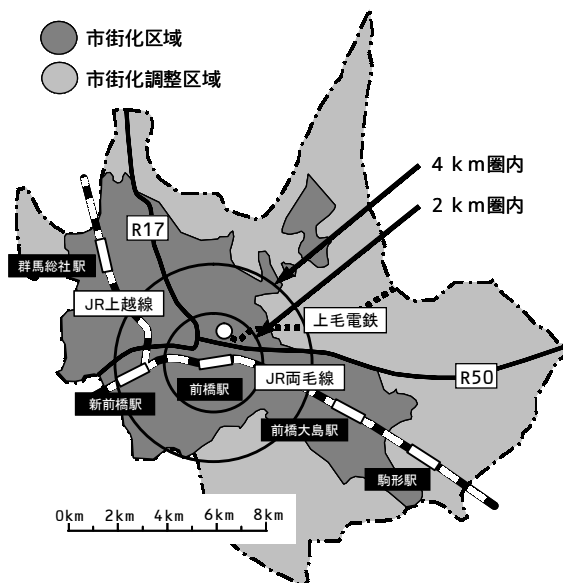 市街化区域
市街化調整区域
4km圏内
2km圏内
R17
群馬総社駅
JR上越線
上毛電鉄
前橋駅
JR両毛線
R50
新前橋駅
前橋大島駅
駒形駅
0km 2km 4km 6km 8km